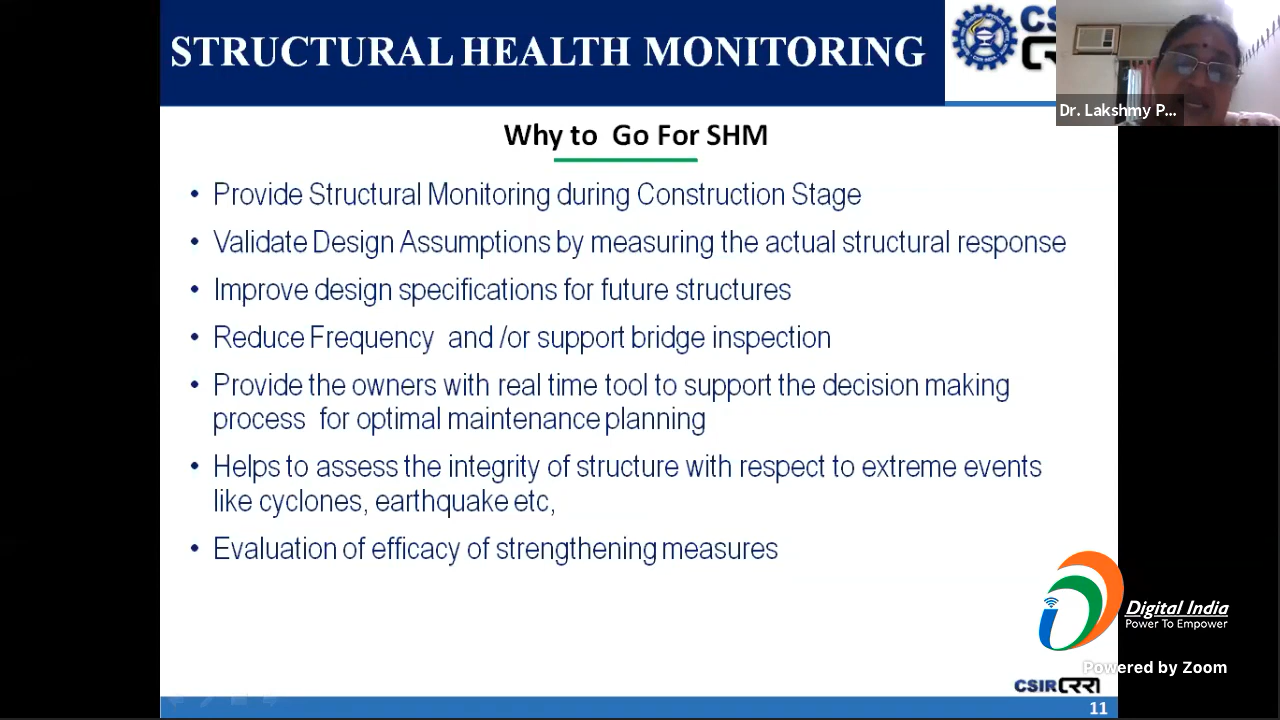 STRUCTURAL HEALTH MONITORING
CS
Dr. Lakshmy P...
Why to Go For SHM
• Provide Structural Monitoring during Construction Stage
• Validate Design Assumptions by measuring the actual structural response
• Improve design specifications for future structures
• Reduce Frequency and /or support bridge inspection
• Provide the owners with real time tool to support the decision making
process for optimal maintenance planning
• Helps to assess the integrity of structure with respect to extreme events
like cyclones, earthquake etc,
• Evaluation of efficacy of strengthening measures
Digital India
Power To Empower
Powered by Zoom
CSIR CRRI
11